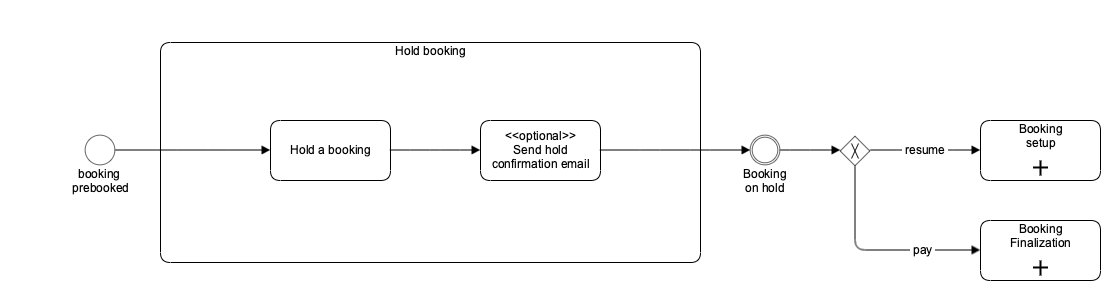 Hold booking
booking
prebooked
Hold a booking
<<optional>>
Send hold
confirmation email
Booking
on hold
X
resume
Booking
setup
+
pay
Booking
Finalization
+